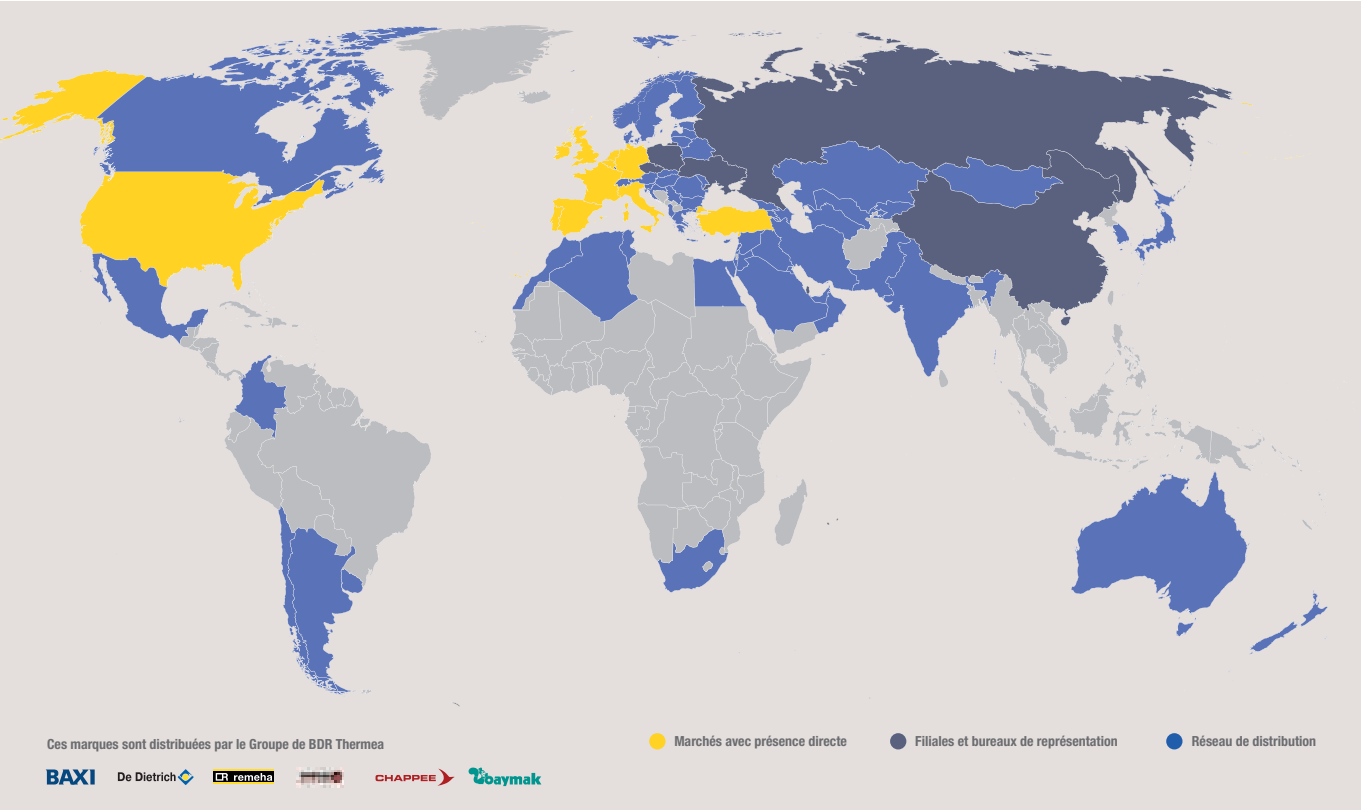 Ces marques sont distribuées par le Groupe de BDR Thermea
Marchés avec présence directe
Filiales et bureaux de représentation
Réseau de distribution
BAXI
De Dietrich
CR remeha
CHAPPEE
baymak